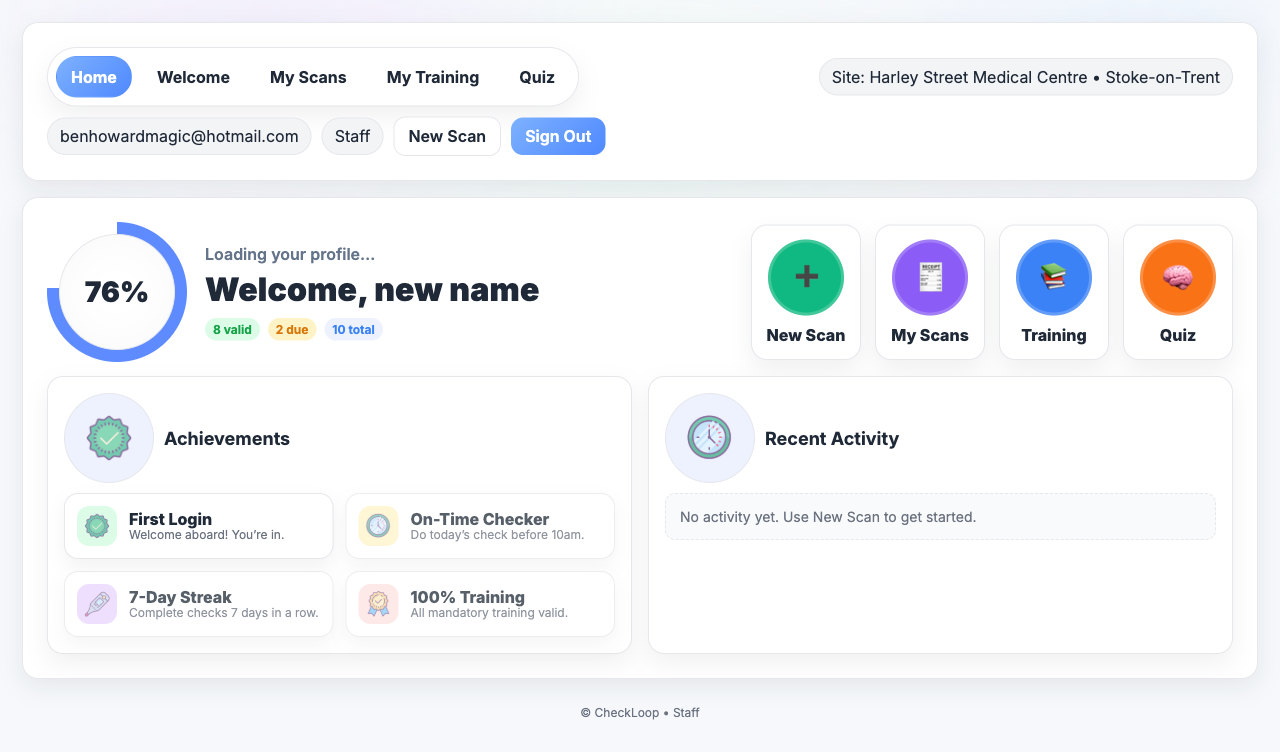 Home Welcome My Scans My Training Quiz
Site: Harley Street Medical Centre • Stoke-on-Trent
benhowardmagic@hotmail.com Staff New Scan Sign Out
76%
Loading your profile...
Welcome, new name
8 valid 2 due 10 total
RECEIPT
New Scan My Scans Training Quiz
Achievements
First Login
Welcome aboard! You’re in.
On-Time Checker
Do today’s check before 10am.
7-Day Streak
Complete checks 7 days in a row.
100% Training
All mandatory training valid.
Recent Activity
No activity yet. Use New Scan to get started.
© CheckLoop • Staff